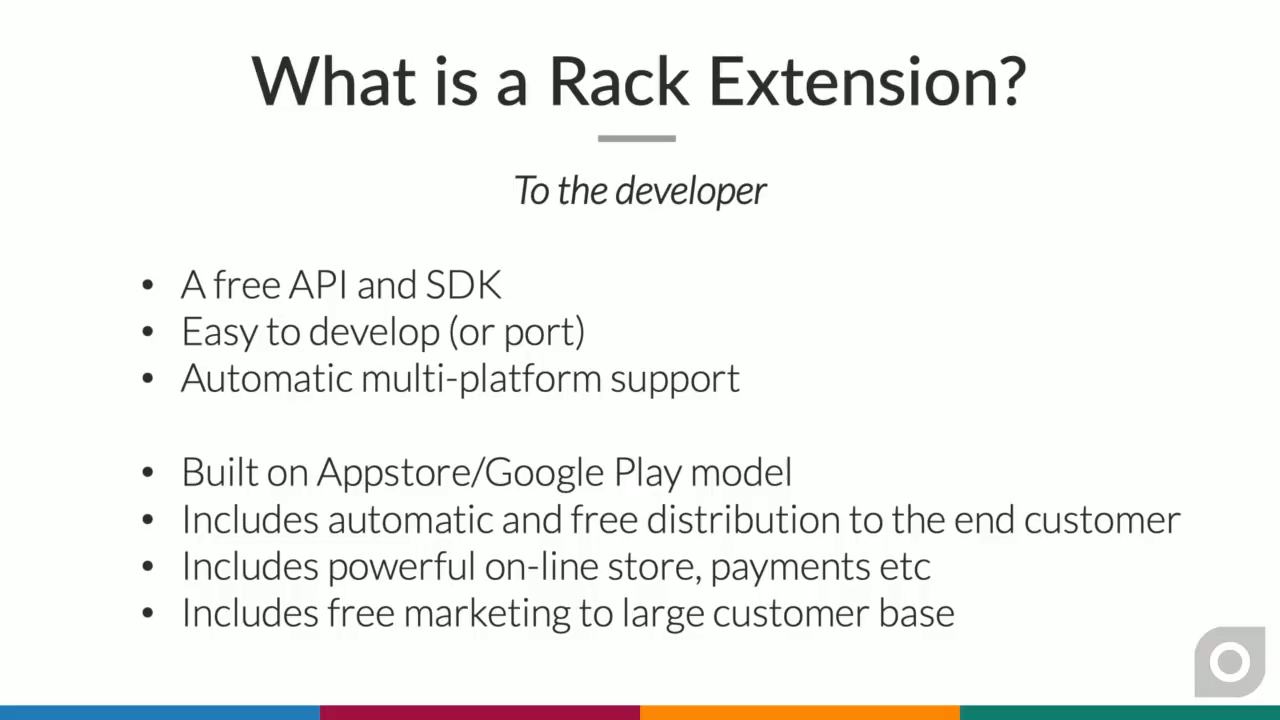 What is a Rack Extension?
To the developer
• A free API and SDK
• Easy to develop (or port)
• Automatic multi-platform support
• Built on Appstore/Google Play model
• Includes automatic and free distribution to the end customer
• Includes powerful on-line store, payments etc
• Includes free marketing to large customer base